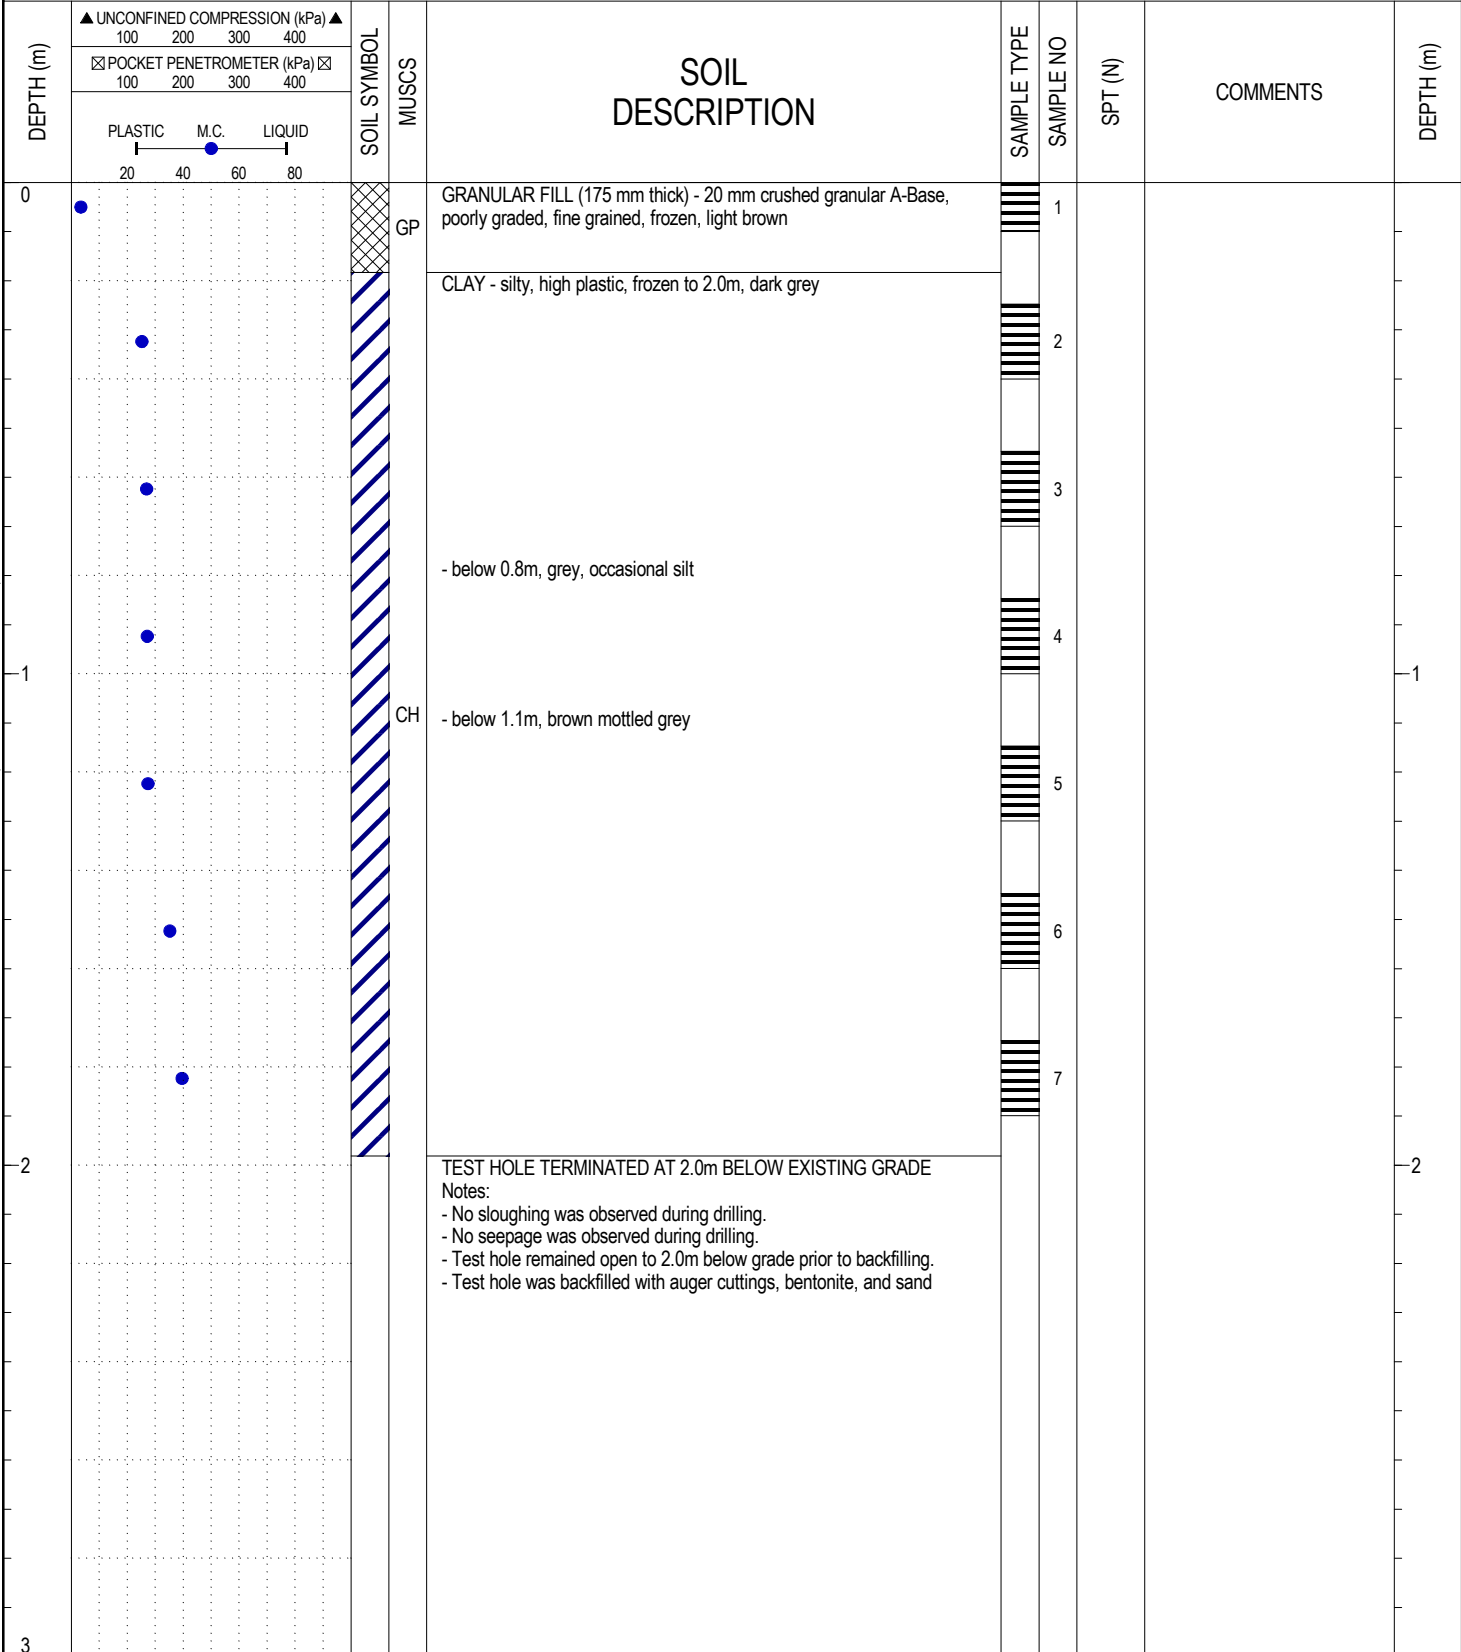 DEPTH (m)
▲ UNCONFINED COMPRESSION (kPa) ▲
100 200 300 400
☒ POCKET PENETROMETER (kPa) ☒
100 200 300 400
PLASTIC M.C. LIQUID
20 40 60 80
SOIL SYMBOL
MUSCS
SOIL
DESCRIPTION
SAMPLE TYPE
SAMPLE NO
SPT (N)
COMMENTS
DEPTH (m)
0
GRANULAR FILL (175 mm thick) - 20 mm crushed granular A-Base,
poorly graded, fine grained, frozen, light brown
1
GP
CLAY - silty, high plastic, frozen to 2.0m, dark grey
2
3
- below 0.8m, grey, occasional silt
4
1
1
CH
- below 1.1m, brown mottled grey
5
6
7
2
2
TEST HOLE TERMINATED AT 2.0m BELOW EXISTING GRADE
Notes:
- No sloughing was observed during drilling.
- No seepage was observed during drilling.
- Test hole remained open to 2.0m below grade prior to backfilling.
- Test hole was backfilled with auger cuttings, bentonite, and sand
3